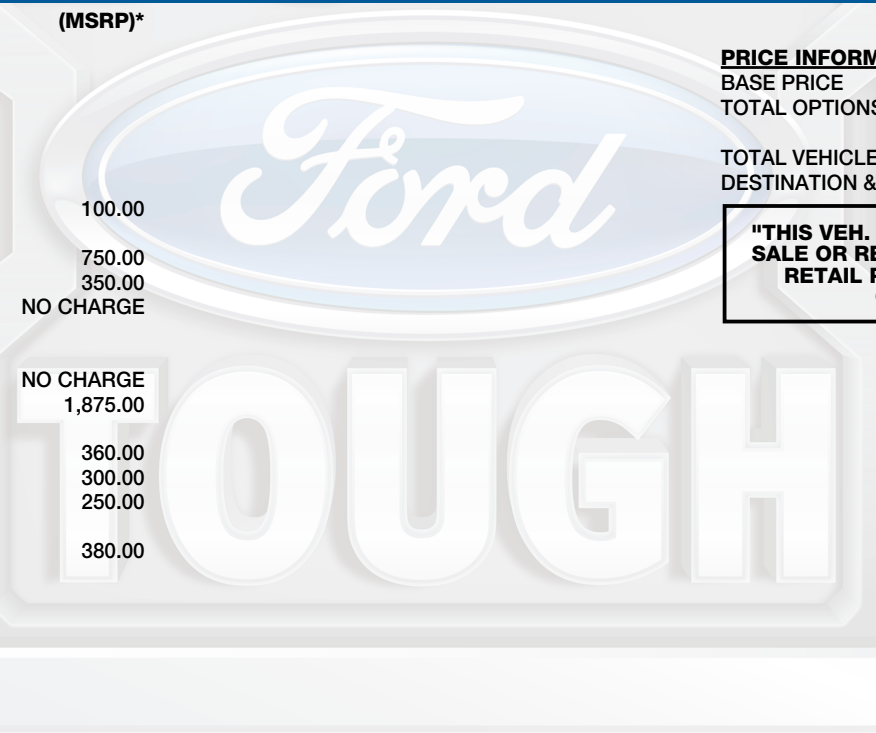 (MSRP)*
100.00
750.00
350.00
NO CHARGE
NO CHARGE
1,875.00
360.00
300.00
250.00
380.00
PRICE INFORM
BASE PRICE
TOTAL OPTIONS
TOTAL VEHICLE
DESTINATION &
"THIS VEH.
SALE OR RE
RETAIL
Ford
TOUGH